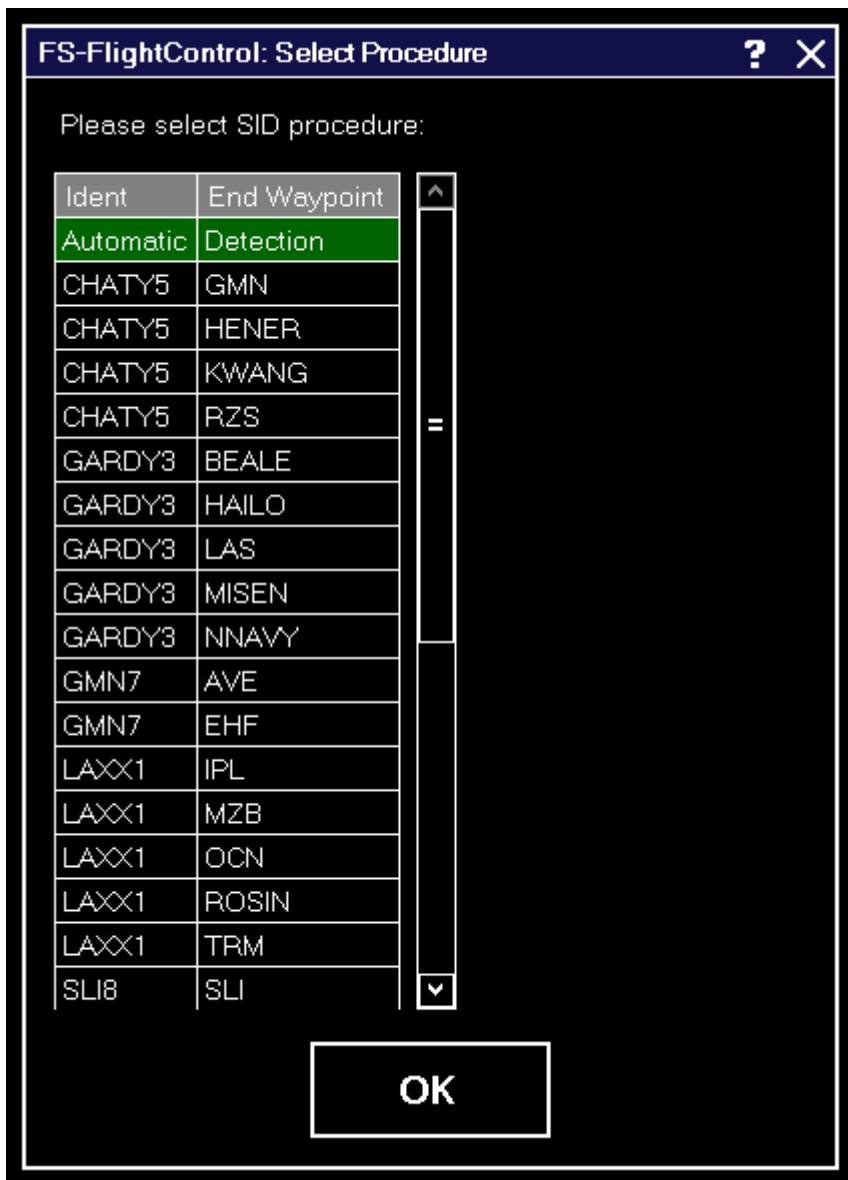 FS-FlightControl: Select Procedure ? X
Please select SID procedure:
Ident End Waypoint
Automatic Detection
CHATY5 GMN
CHATY5 HENER
CHATY5 KWANG
CHATY5 RZS
GARDY3 BEALE
GARDY3 HAILO
GARDY3 LAS
GARDY3 MISEN
GARDY3 NNAVY
GMN7 AVE
GMN7 EHF
LAXX1 IPL
LAXX1 MZB
LAXX1 OCN
LAXX1 ROSIN
LAXX1 TRM
SLI8 SLI
OK